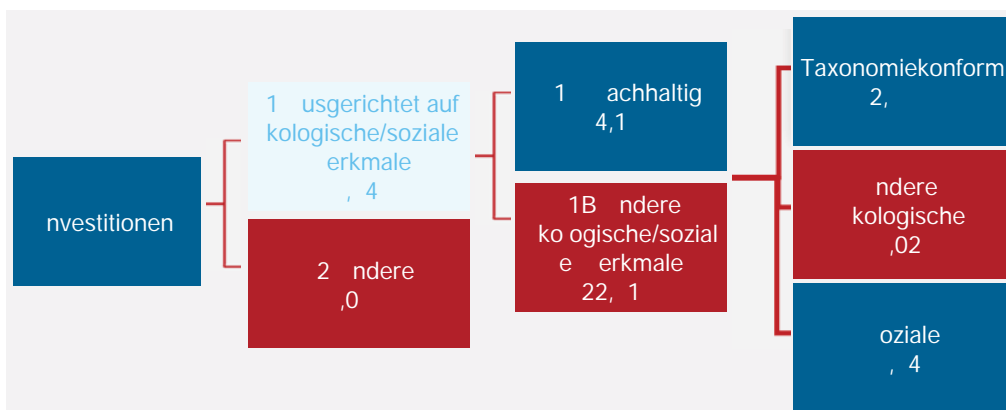 nvestitionen
1 usgerichtet auf
kologische/soziale
erkmale
, 4
2 ndere
,0
1 achhaltig
4,1
1B ndere
ko ogische/sozial
e erkmale
22, 1
Taxonomiekonform
2,
ndere
kologische
,02
oziale
, 4